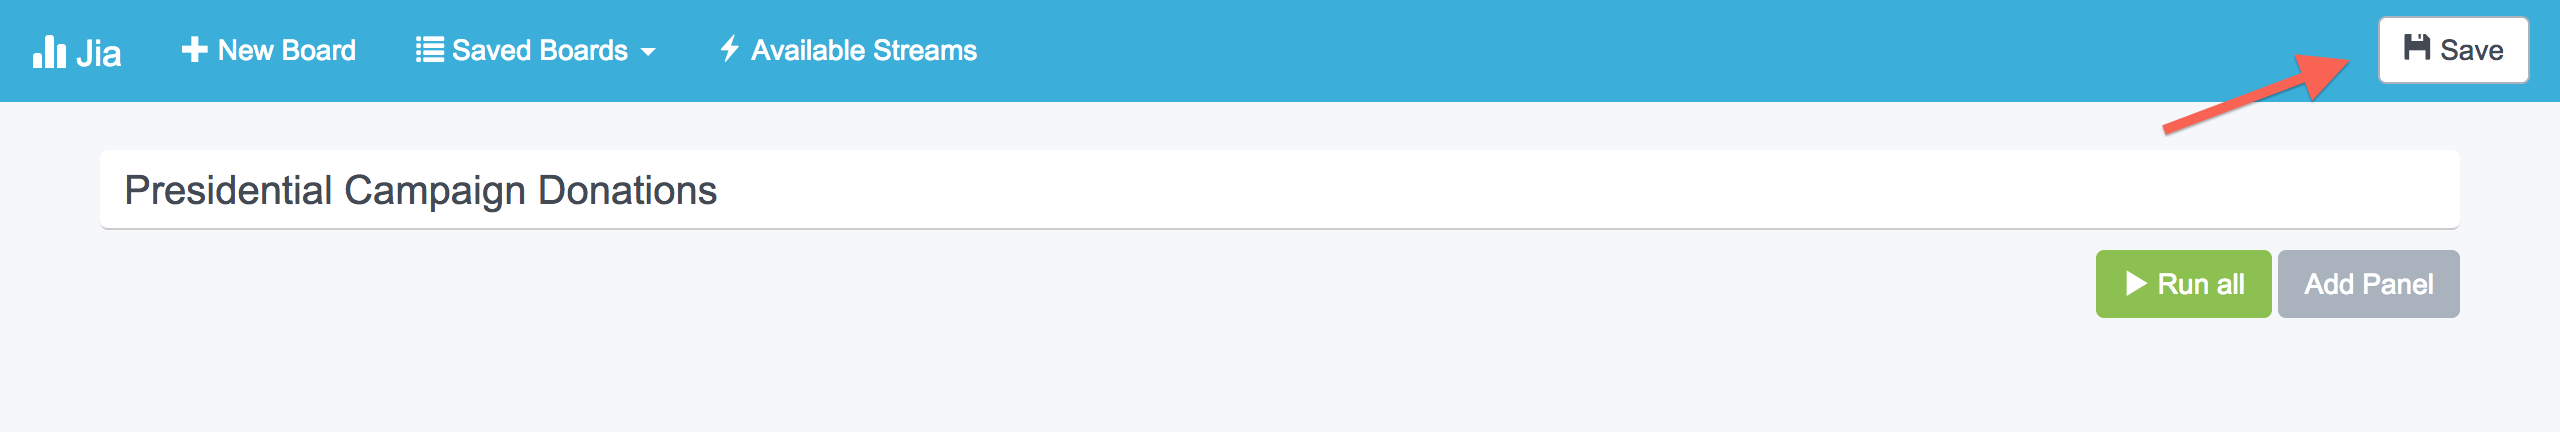 Jia New Board Saved Boards Available Streams Save
Presidential Campaign Donations
Run all Add Panel